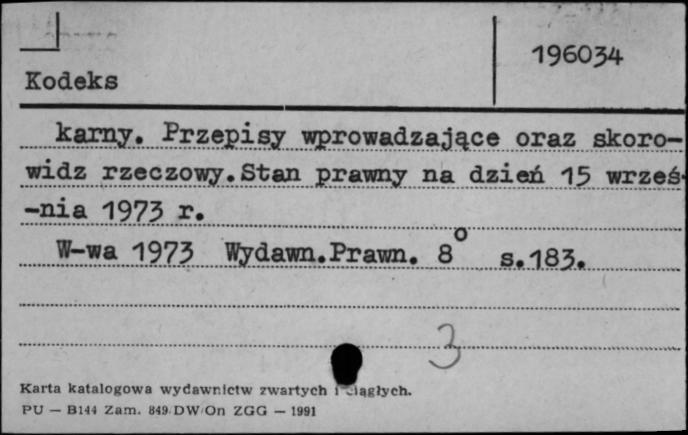 196034
Kodeks
karny. Przepisy wprowadzające oraz skoro-
widz rzeczowy. Stan prawny na dzień 15 wrześ-
-nia 1973 r.
W-wa 1973 Wydawn.Prawn. 8° s.183.
3
Karta katalogowa wydawnictw zwartych i ciągłych.
PU — B144 Zam. 849 DW/On ZGG — 1991